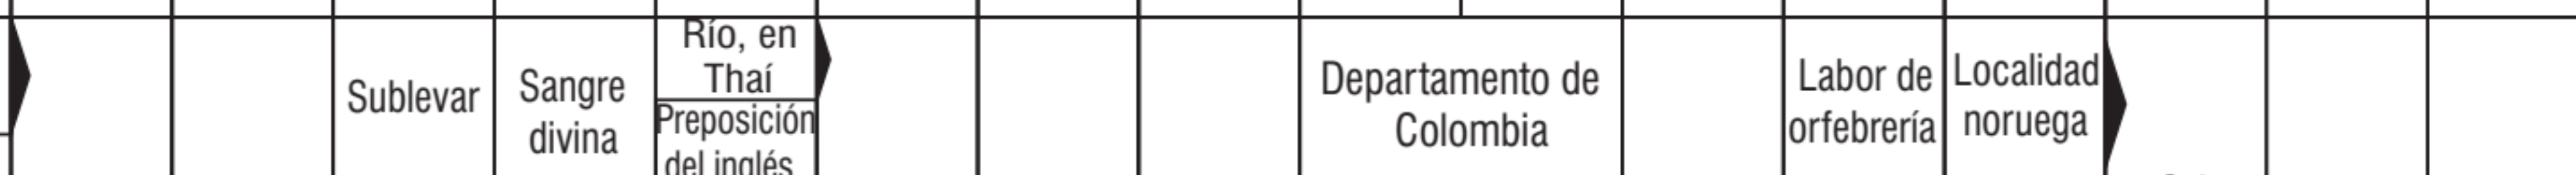 Sublevar
Sangre
divina
Río, en
Thaí
Preposición
del inglés
Departamento de
Colombia
Labor de
orfebrería
Localidad
noruega